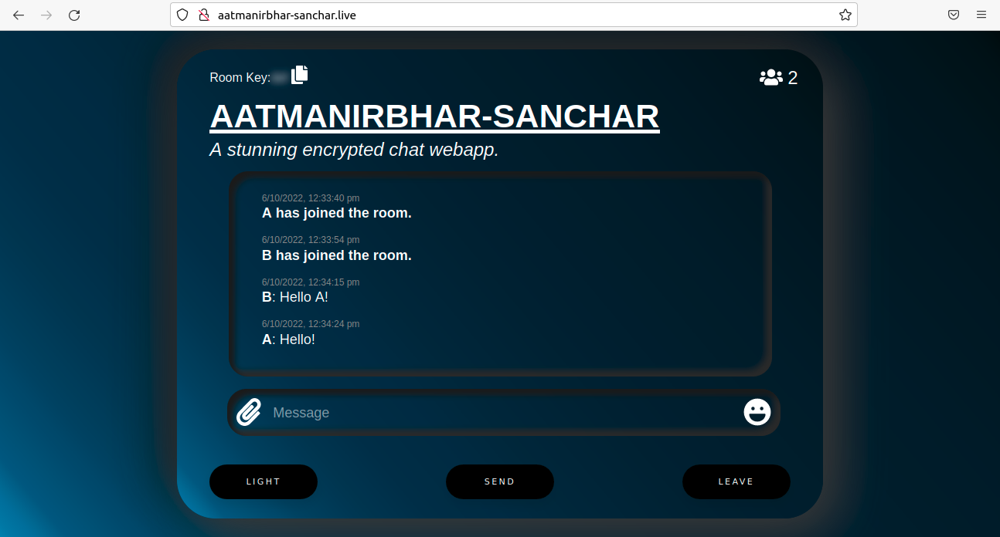 aatmanirbhar-sanchar.live
Room Key:
2
AATMANIRBHAR-SANCHAR
A stunning encrypted chat webapp.
6/10/2022, 12:33:40 pm
A has joined the room.
6/10/2022, 12:33:54 pm
B has joined the room.
6/10/2022, 12:34:15 pm
B: Hello A!
6/10/2022, 12:34:24 pm
A: Hello!
Message
LIGHT
SEND
LEAVE